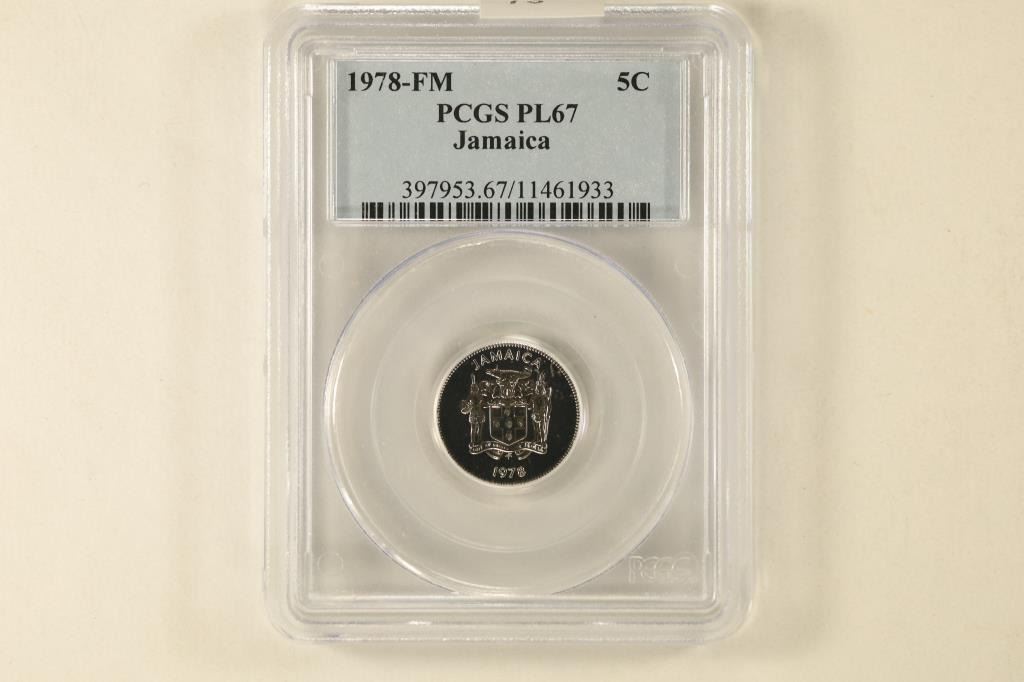 1978-FM 5C
PCGS PL67
Jamaica
397953.67/11461933
JAMAICA
1978
PCGS